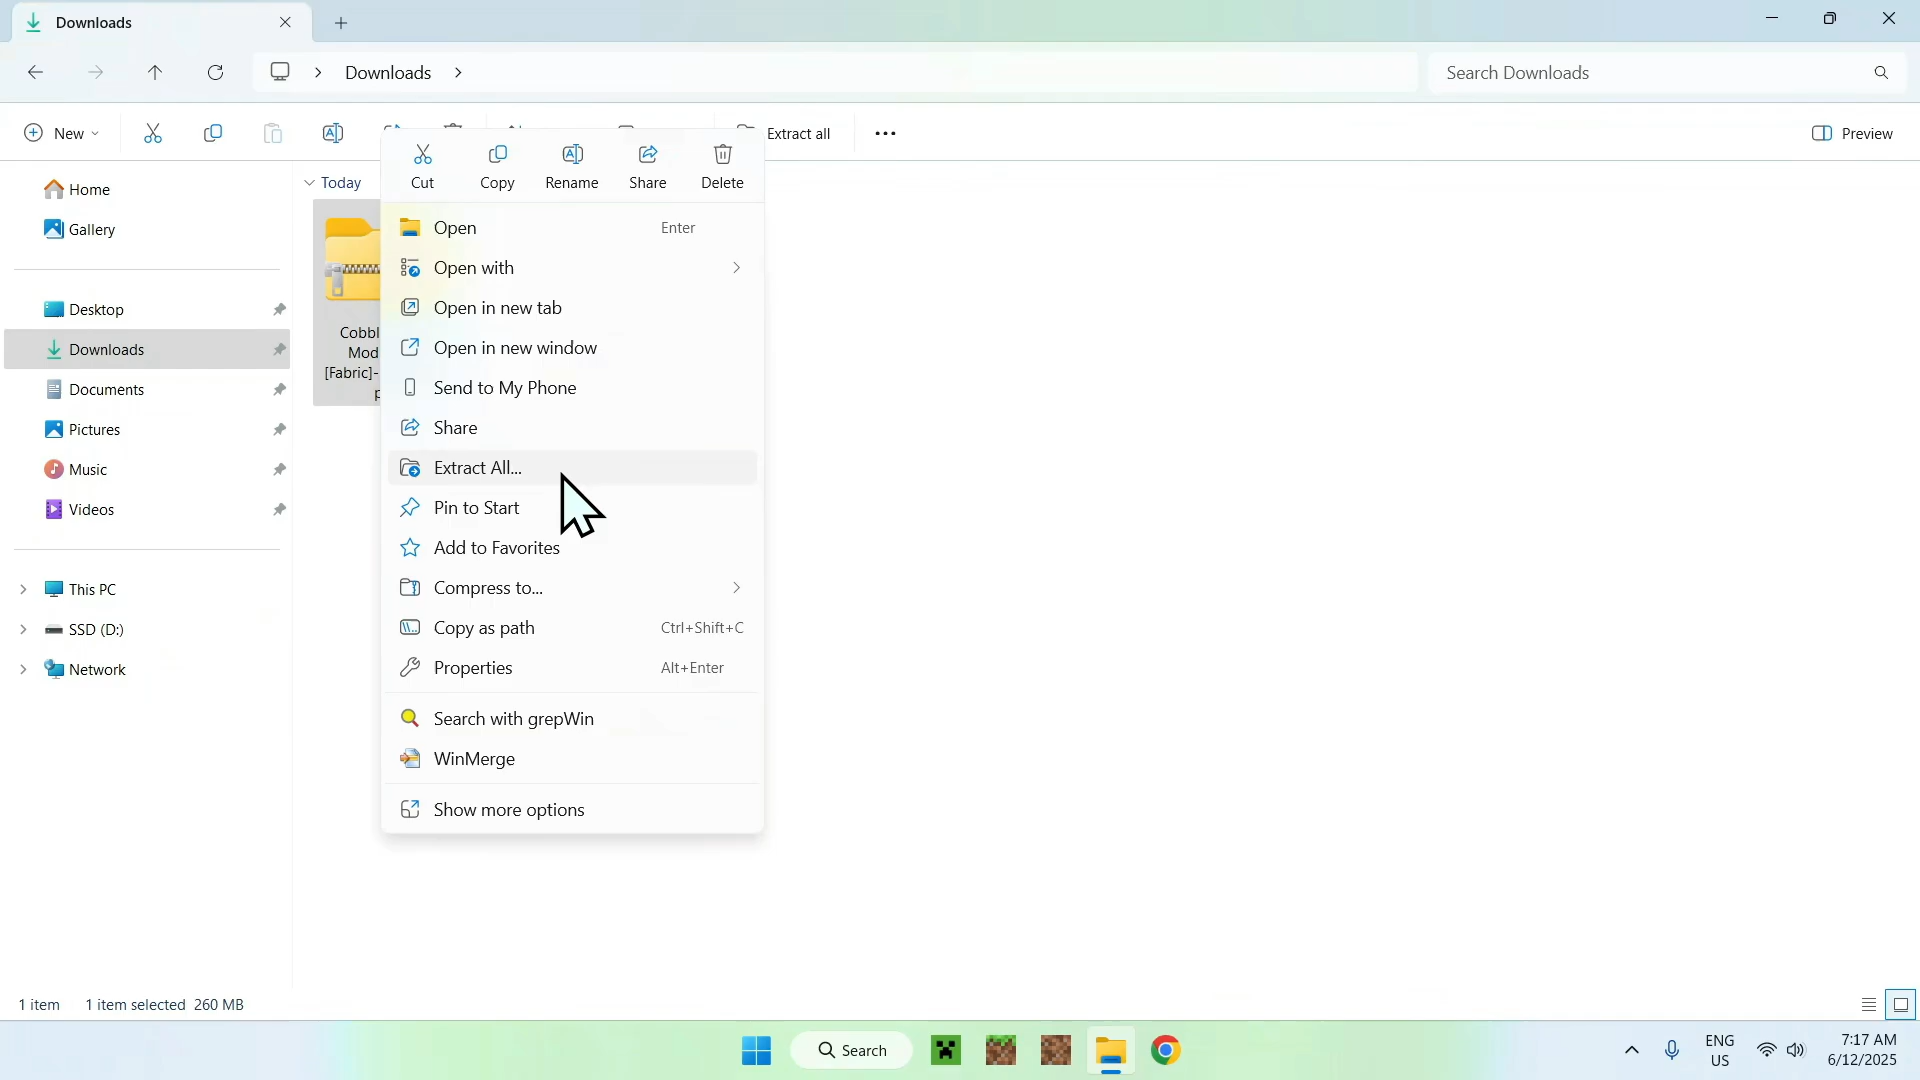 Downloads
Downloads
Search Downloads
New
Extract all
Preview
Home
Gallery
Desktop
Downloads
Documents
Pictures
Music
Videos
This PC
SSD (D:)
Network
Today
Cobbl
Mod
[Fabric]-
Cut
Copy
Rename
Share
Delete
Open Enter
Open with
Open in new tab
Open in new window
Send to My Phone
Share
Extract All...
Pin to Start
Add to Favorites
Compress to...
Copy as path Ctrl+Shift+C
Properties Alt+Enter
Search with grepWin
WinMerge
Show more options
1 item 1 item selected 260 MB
Search
ENG
US
7:17 AM
6/12/2025